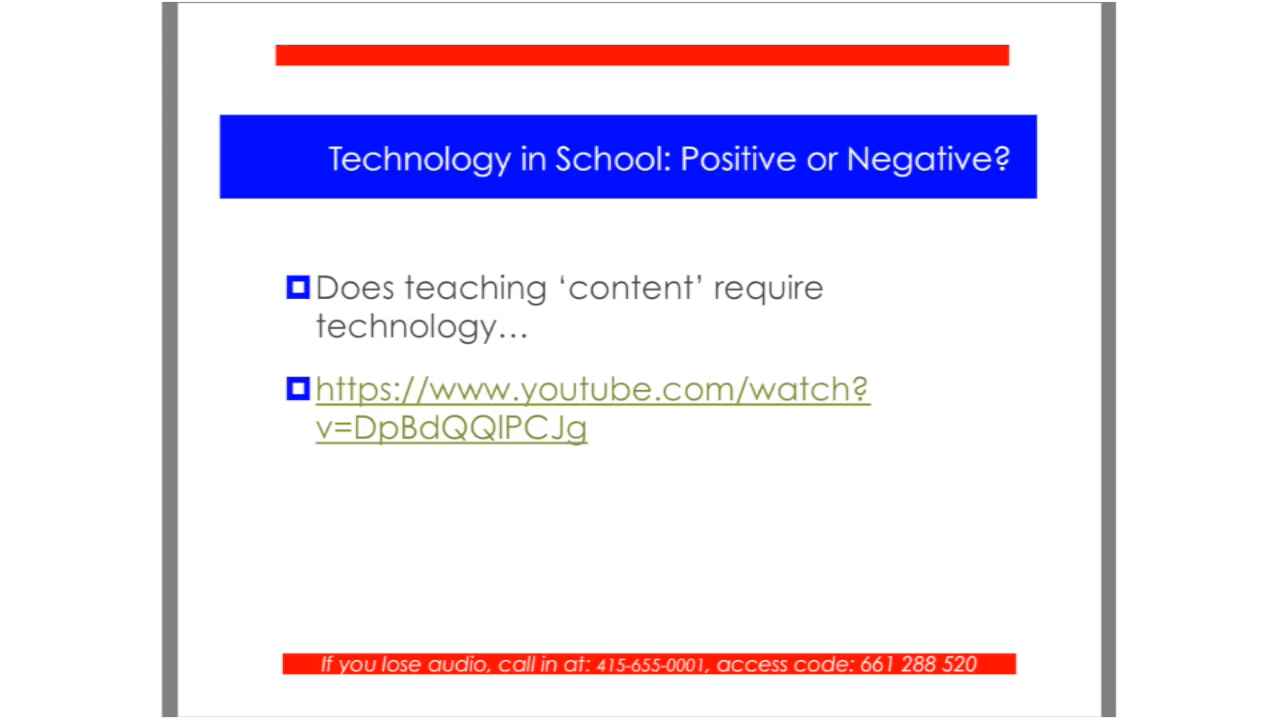 Technology in School: Positive or Negative?
Does teaching ‘content’ require
technology…
https://www.youtube.com/watch?
v=DpBdQQlPCJg
If you lose audio, call in at: 415-655-0001, access code: 661 288 520